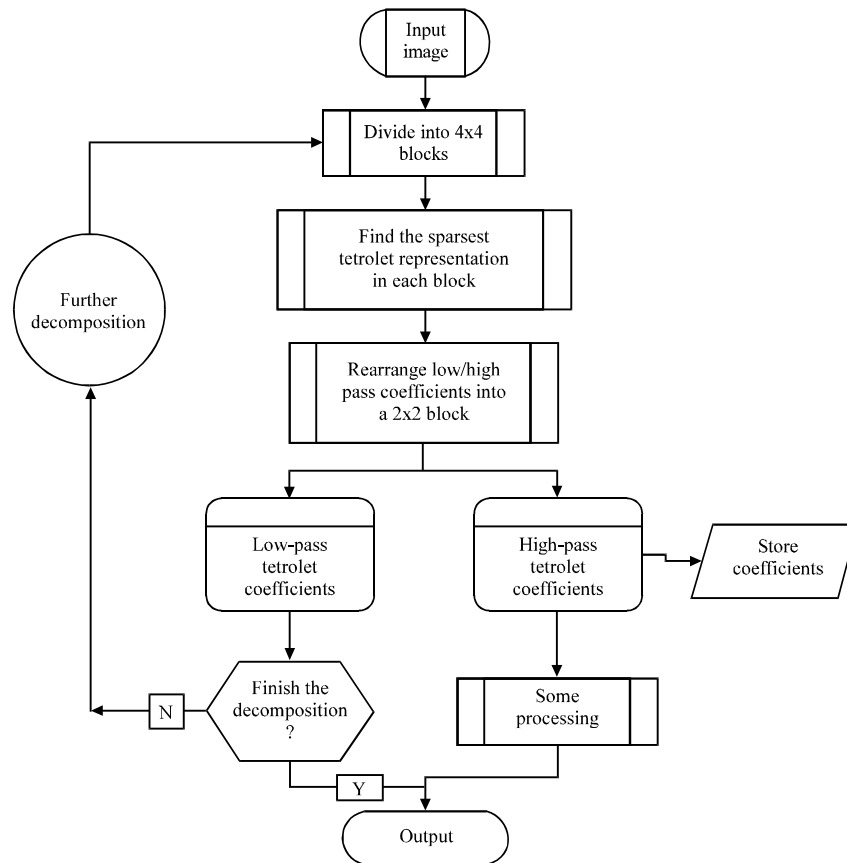 Input
image
Divide into 4x4
blocks
Find the sparsest
tetrolet representation
in each block
Further
decomposition
Rearrange low/high
pass coefficients into
a 2x2 block
Low-pass
tetrolet
coefficients
High-pass
tetrolet
coefficients
Store
coefficients
Finish the
decomposition
?
N
Some
processing
Y
Output